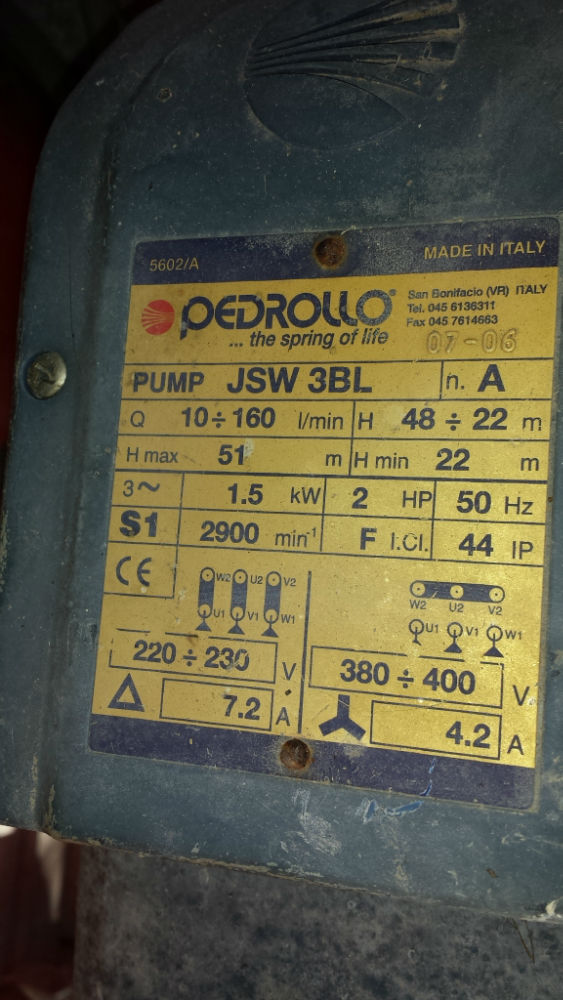 5602/A
MADE IN ITALY
PEDROLLO®
... the spring of life
San Bonifacio (VR) ITALY
Tel. 045 6136311
Fax 045 7614663
07-06
PUMP JSW 3BL n. A
Q 10÷160 l/min H 48 ÷ 22 m
H max 51 m H min 22 m
3~ 1.5 kW 2 HP 50 Hz
S1 2900 min⁻¹ F I.Cl. 44 IP
CE
W2 U2 V2
U1 V1 W1
W2 U2 V2
U1 V1 W1
220 ÷ 230 V
Δ 7.2 A
380 ÷ 400 V
4.2 A